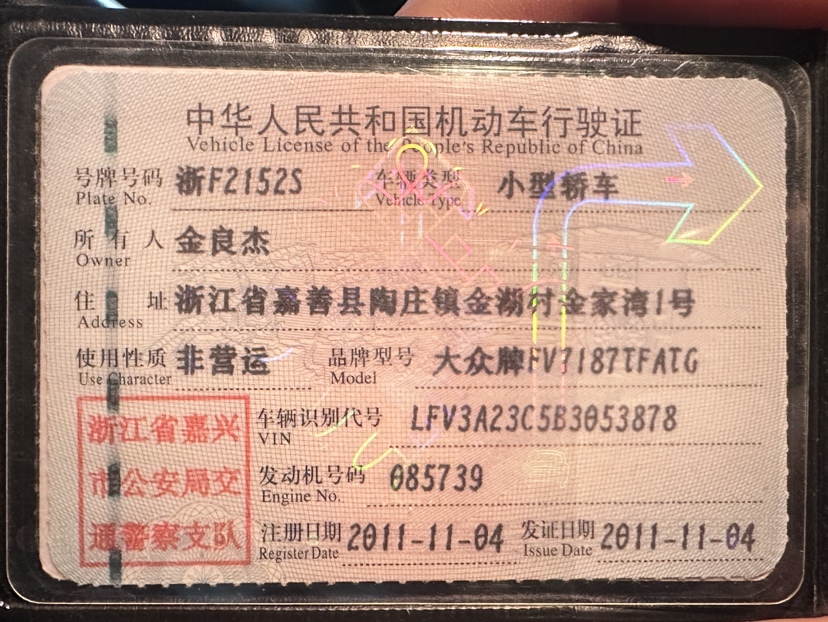 中华人民共和国机动车行驶证
Vehicle License of the People's Republic of China
号牌号码 浙F2152S 车辆类型 小型轿车
Plate No. Vehicle Type
所有人 金良杰
Owner
住址 浙江省嘉善县陶庄镇金湖村金家湾1号
Address
使用性质 非营运 品牌型号 大众牌FV7187TFATG
Use Character Model
浙江省嘉兴 车辆识别代号 LFV3A23C5B3053878
VIN
市公安局交 发动机号码 085739
Engine No.
通警察支队 注册日期 2011-11-04 发证日期 2011-11-04
Register Date Issue Date